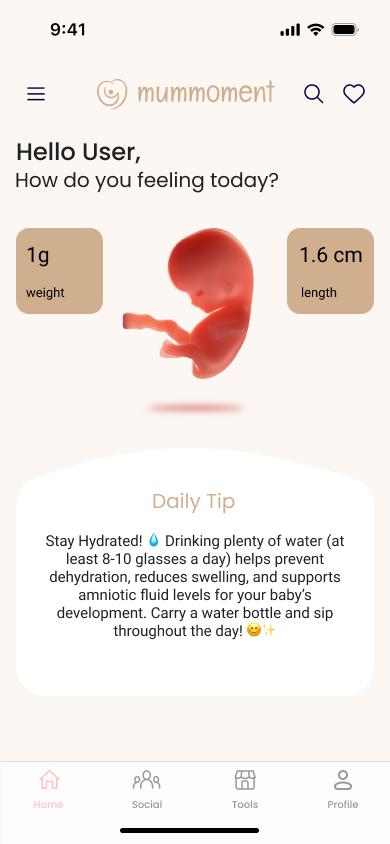 9:41
mummoment
Hello User,
How do you feeling today?
1g
weight
1.6 cm
length
Daily Tip
Stay Hydrated! 💧 Drinking plenty of water (at
least 8-10 glasses a day) helps prevent
dehydration, reduces swelling, and supports
amniotic fluid levels for your baby’s
development. Carry a water bottle and sip
throughout the day! 😊✨
Home
Social
Tools
Profile